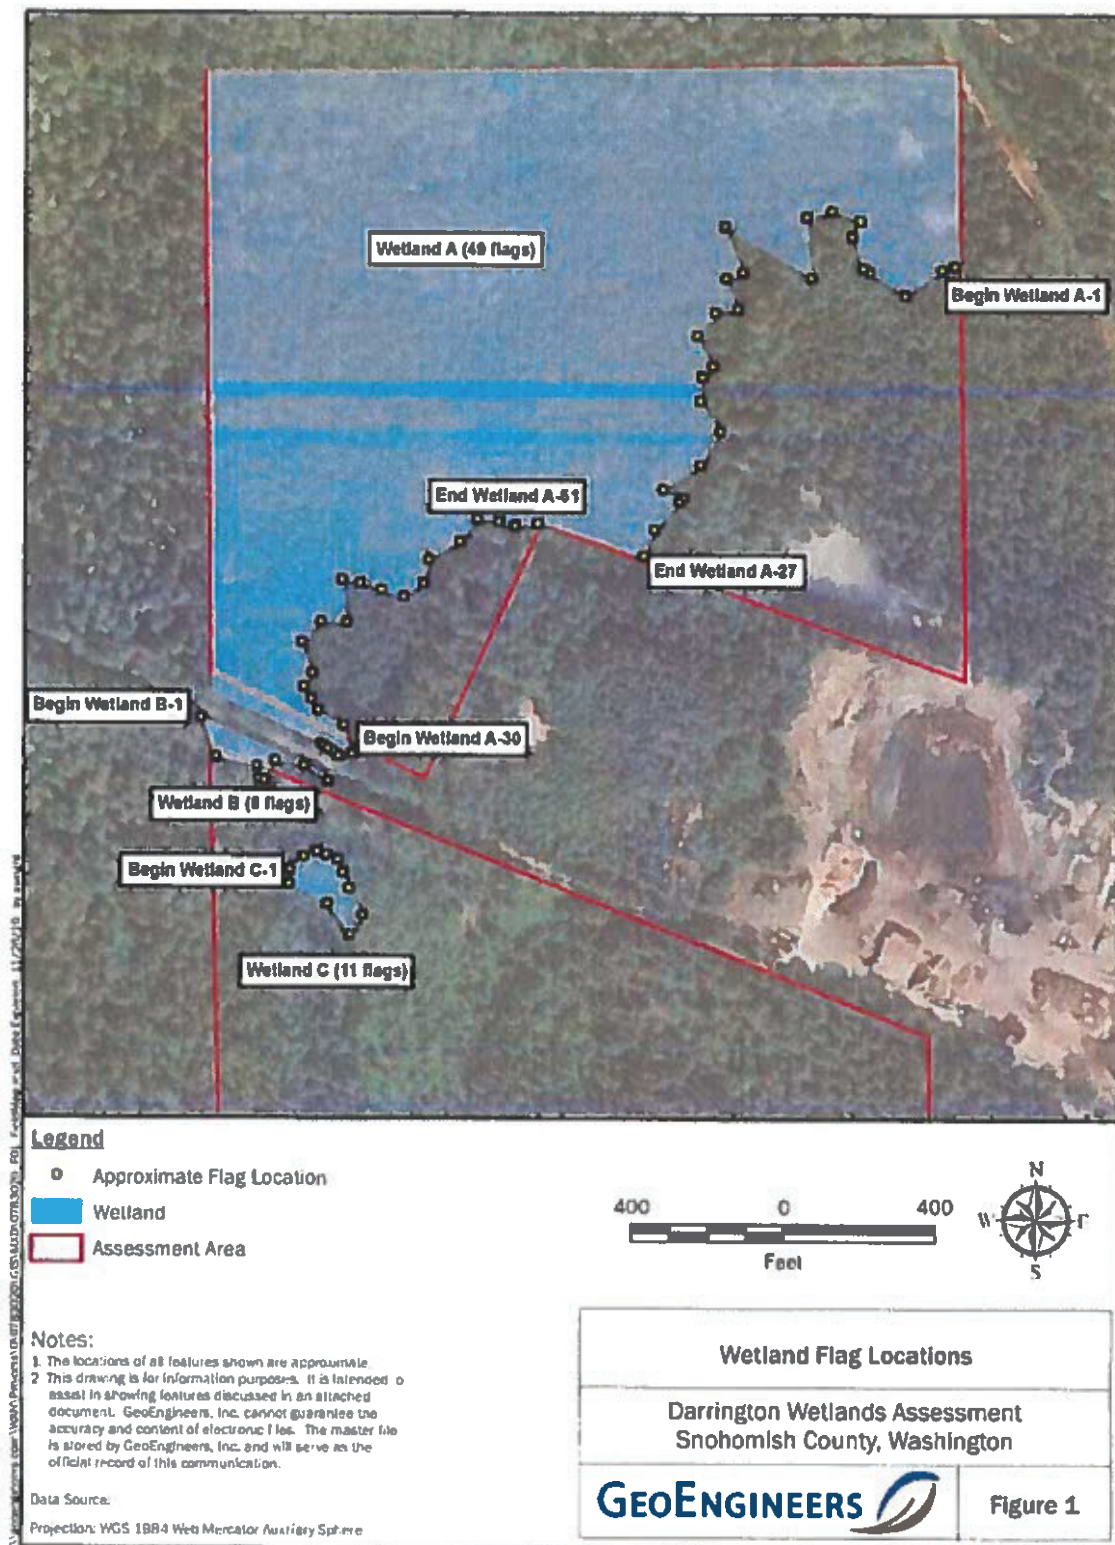 Wetland A (49 flags)
Begin Wetland A-1
End Wetland A-51
End Wetland A-27
Begin Wetland B-1
Begin Wetland A-30
Wetland B (8 flags)
Begin Wetland C-1
Wetland C (11 flags)
Legend
Approximate Flag Location
Wetland
Assessment Area
400 0 400
Feet
N
W E
S
Notes:
1. The locations of all features shown are approximate.
2 This drawing is for information purposes. It is intended o
assist in showing features discussed in an attached
document. GeoEngineers, Inc. cannot guarantee the
accuracy and content of electronic files. The master file
is stored by GeoEngineers, Inc. and will serve as the
official record of this communication.
Data Source:
Projection: WGS 1984 Web Mercator Auxiliary Sphere
Wetland Flag Locations
Darrington Wetlands Assessment
Snohomish County, Washington
GEOENGINEERS
Figure 1